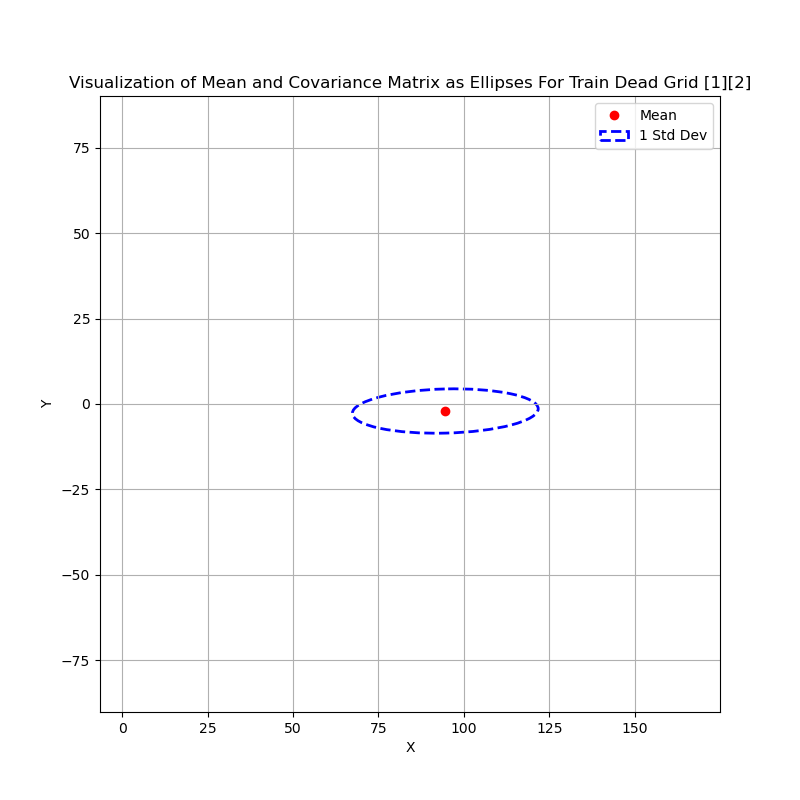 Visualization of Mean and Covariance Matrix as Ellipses For Train Dead Grid [1][2]
Mean
1 Std Dev
75
50
25
0
−25
−50
−75
Y
0 25 50 75 100 125 150
X